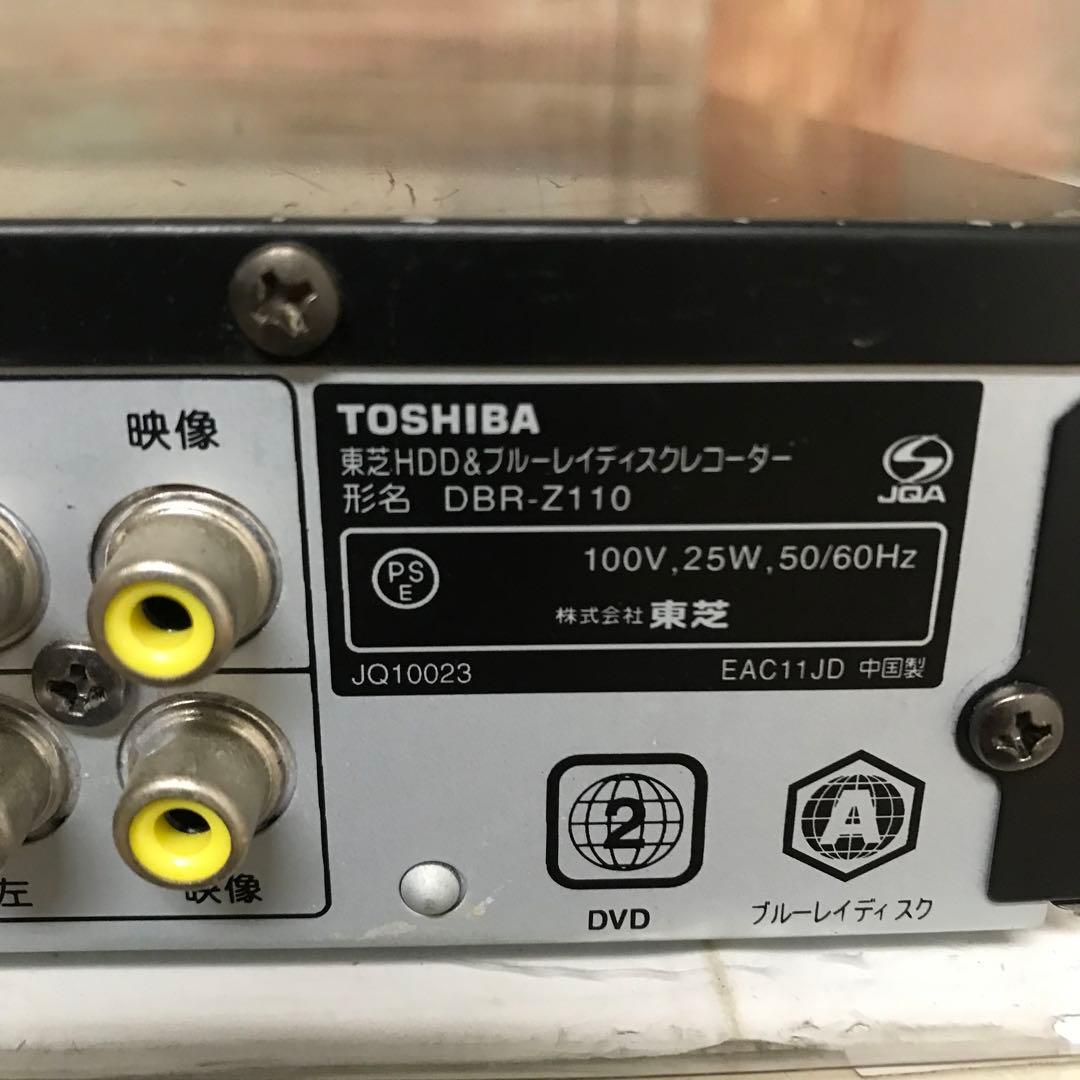 映像
TOSHIBA
東芝HDD&ブルーレイディスクレコーダー
形名 DBR-Z110
JQA
PS
E
100V,25W,50/60Hz
株式会社 東芝
JQ10023
EAC11JD 中国製
左
映像
2
DVD
A
ブルーレイディスク